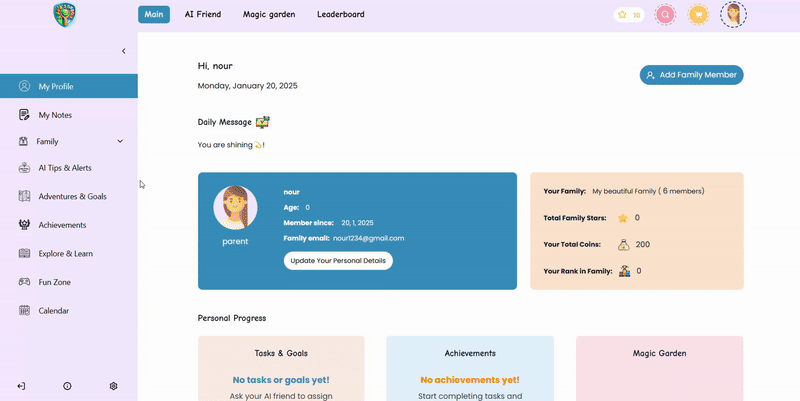 Main
AI Friend
Magic garden
Leaderboard
10
My Profile
My Notes
Family
AI Tips & Alerts
Adventures & Goals
Achievements
Explore & Learn
Fun Zone
Calendar
Hi, nour
Monday, January 20, 2025
Add Family Member
Daily Message
You are shining 💫!
nour
Age: 0
Member since: 20, 1, 2025
Family email: nour1234@gmail.com
parent
Update Your Personal Details
Your Family: My beautiful Family ( 6 members)
Total Family Stars: 0
Your Total Coins: 200
Your Rank in Family: 0
Personal Progress
Tasks & Goals
No tasks or goals yet!
Ask your AI friend to assign
Achievements
No achievements yet!
Start completing tasks and
Magic Garden